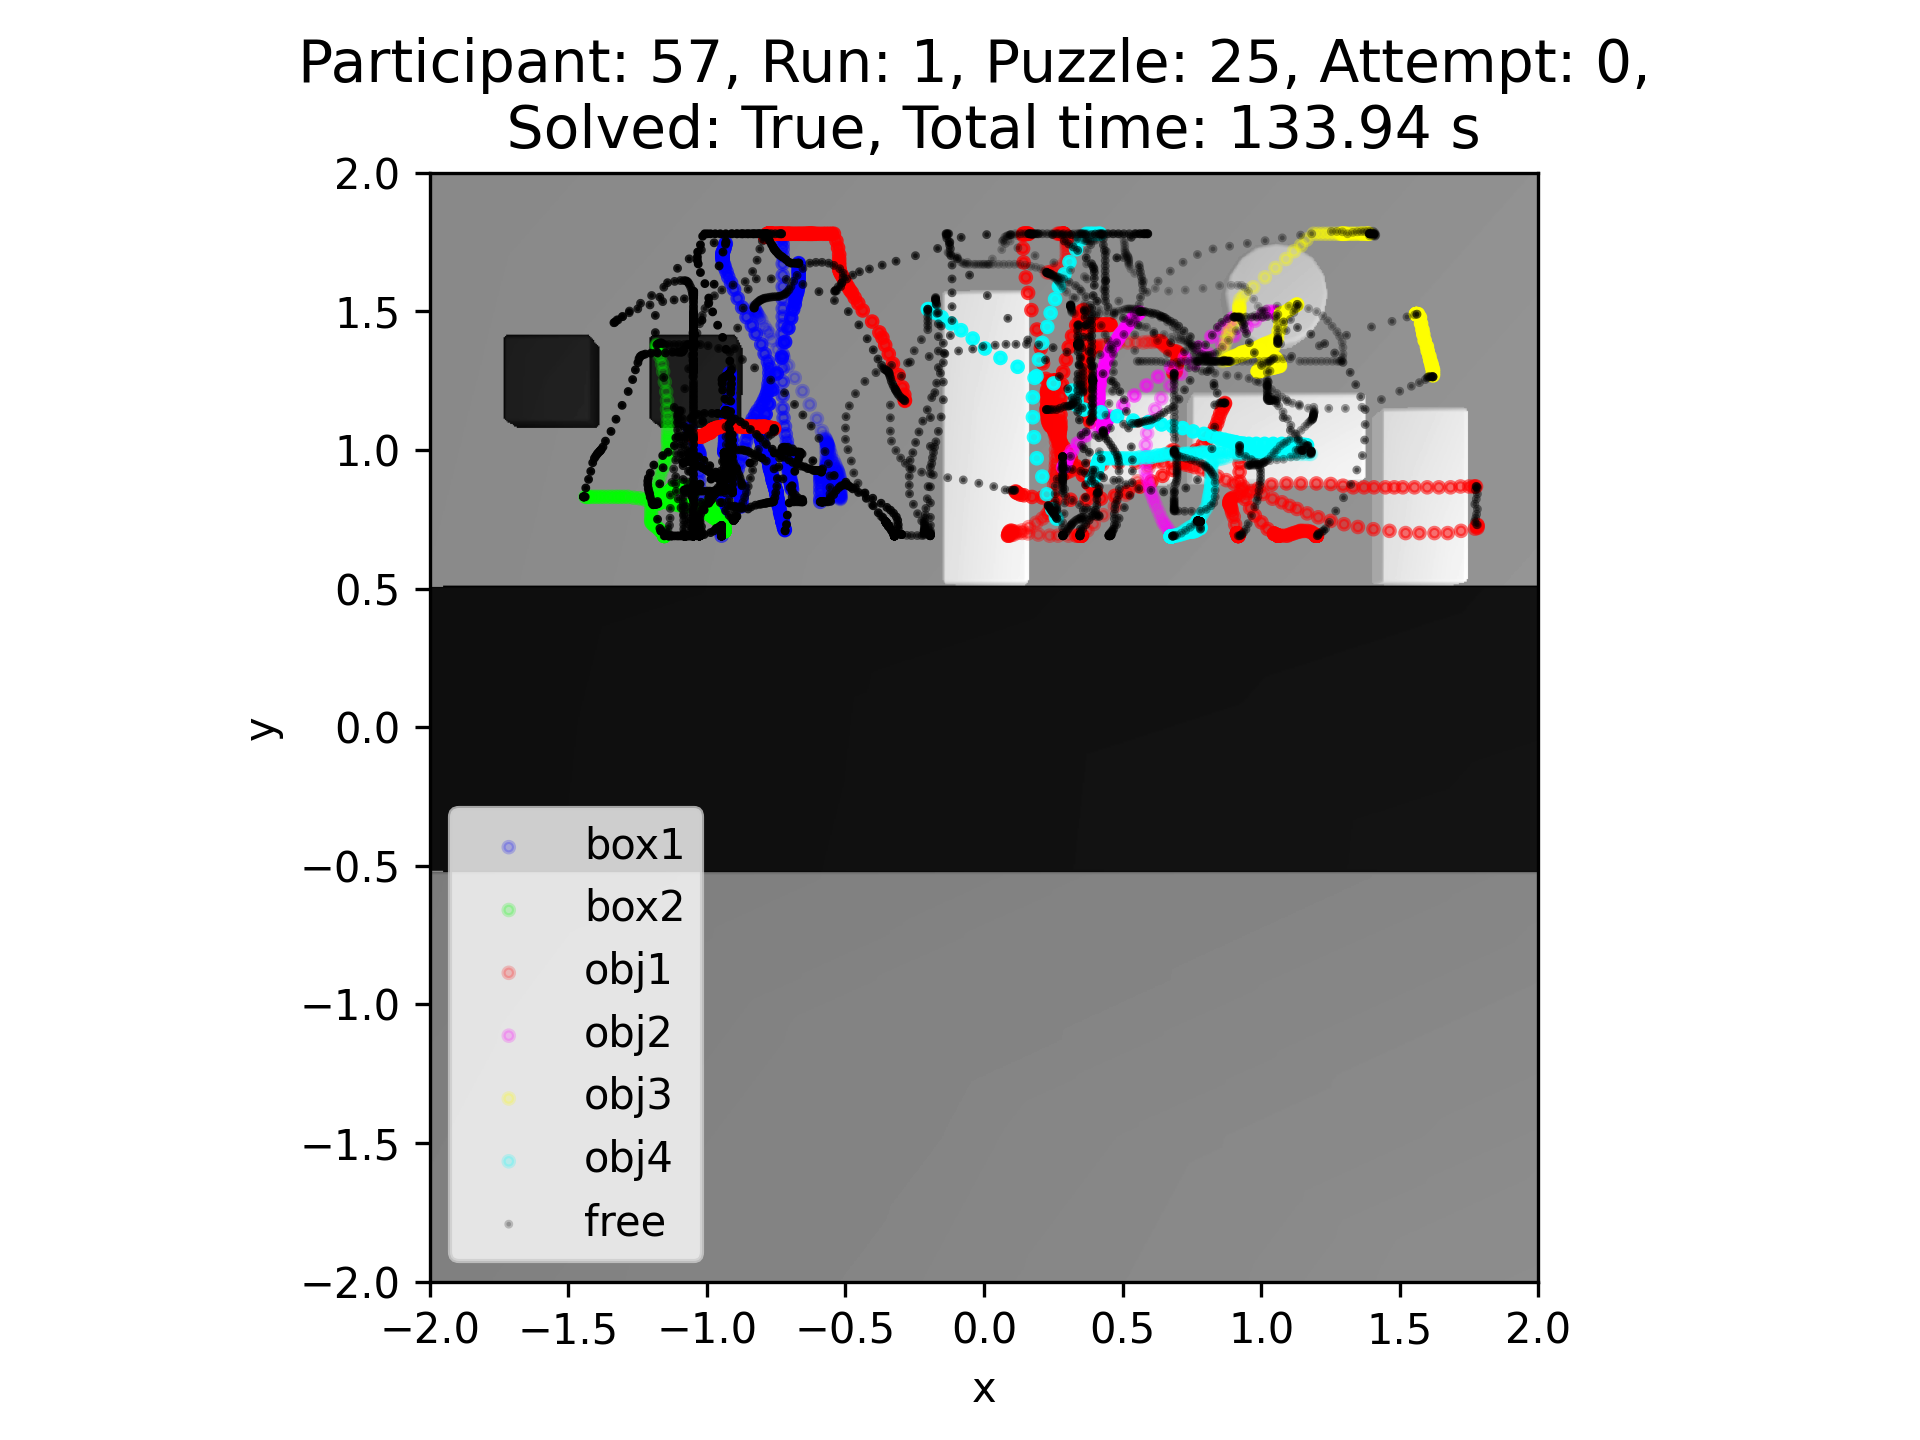 Participant: 57, Run: 1, Puzzle: 25, Attempt: 0,
Solved: True, Total time: 133.94 s
2.0
1.5
1.0
0.5
0.0
−0.5
−1.0
−1.5
−2.0
y
box1
box2
obj1
obj2
obj3
obj4
free
−2.0 −1.5 −1.0 −0.5 0.0 0.5 1.0 1.5 2.0
x